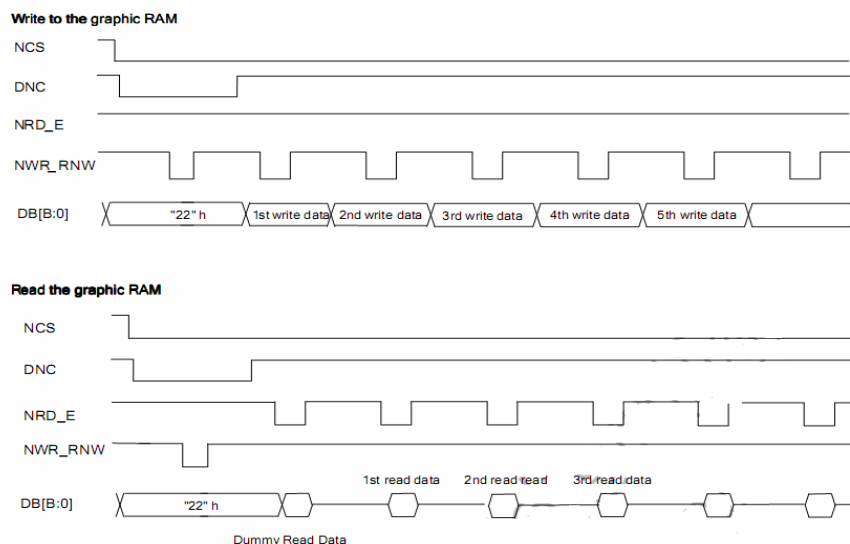 Write to the graphic RAM
NCS
DNC
NRD_E
NWR_RNW
DB[B:0] "22" h 1st write data 2nd write data 3rd write data 4th write data 5th write data
Read the graphic RAM
NCS
DNC
NRD_E
NWR_RNW
1st read data 2nd read read 3rd read data
DB[B:0] "22" h
Dummy Read Data